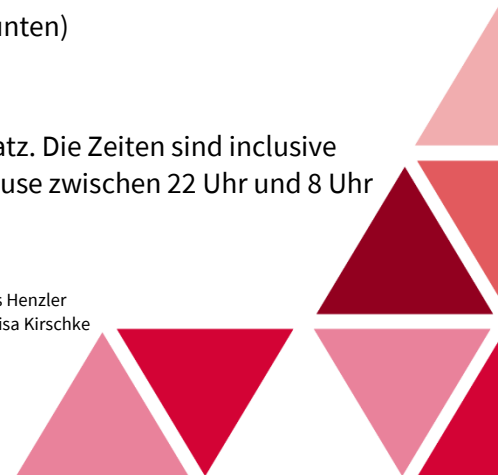 unten)
atz. Die Zeiten sind inclusive
use zwischen 22 Uhr und 8 Uhr
s Henzler
isa Kirschke